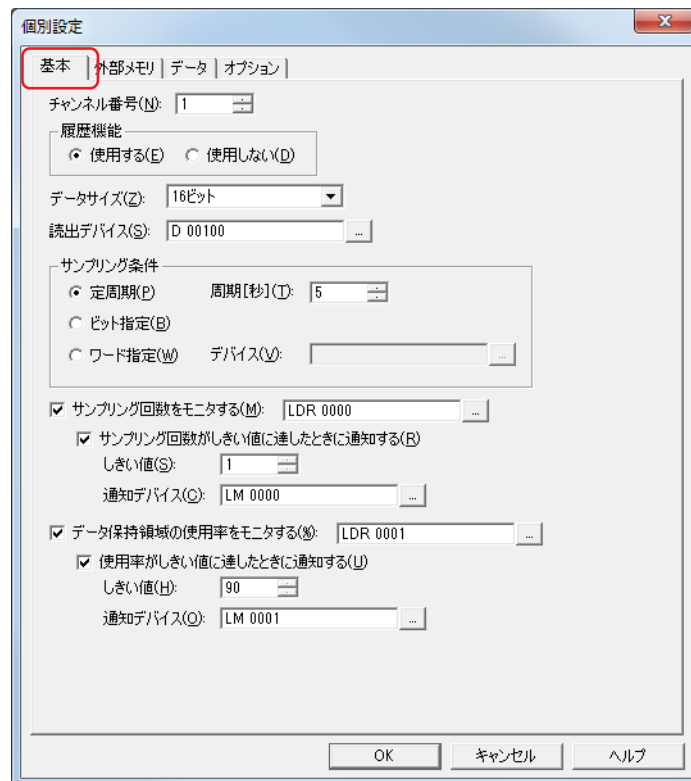 個別設定
基本 外部メモリ データ オプション
チャンネル番号(N): 1
履歴機能
使用する(E) 使用しない(D)
データサイズ(Z): 16ビット
読出デバイス(S): D 00100 ...
サンプリング条件
定周期(P) 周期[秒](T): 5
ビット指定(B)
ワード指定(W) デバイス(V): ...
サンプリング回数をモニタする(M): LDR 0000 ...
サンプリング回数がしきい値に達したときに通知する(R)
しきい値(S): 1
通知デバイス(C): LM 0000 ...
データ保持領域の使用率をモニタする(%): LDR 0001 ...
使用率がしきい値に達したときに通知する(U)
しきい値(H): 90
通知デバイス(O): LM 0001 ...
OK キャンセル ヘルプ